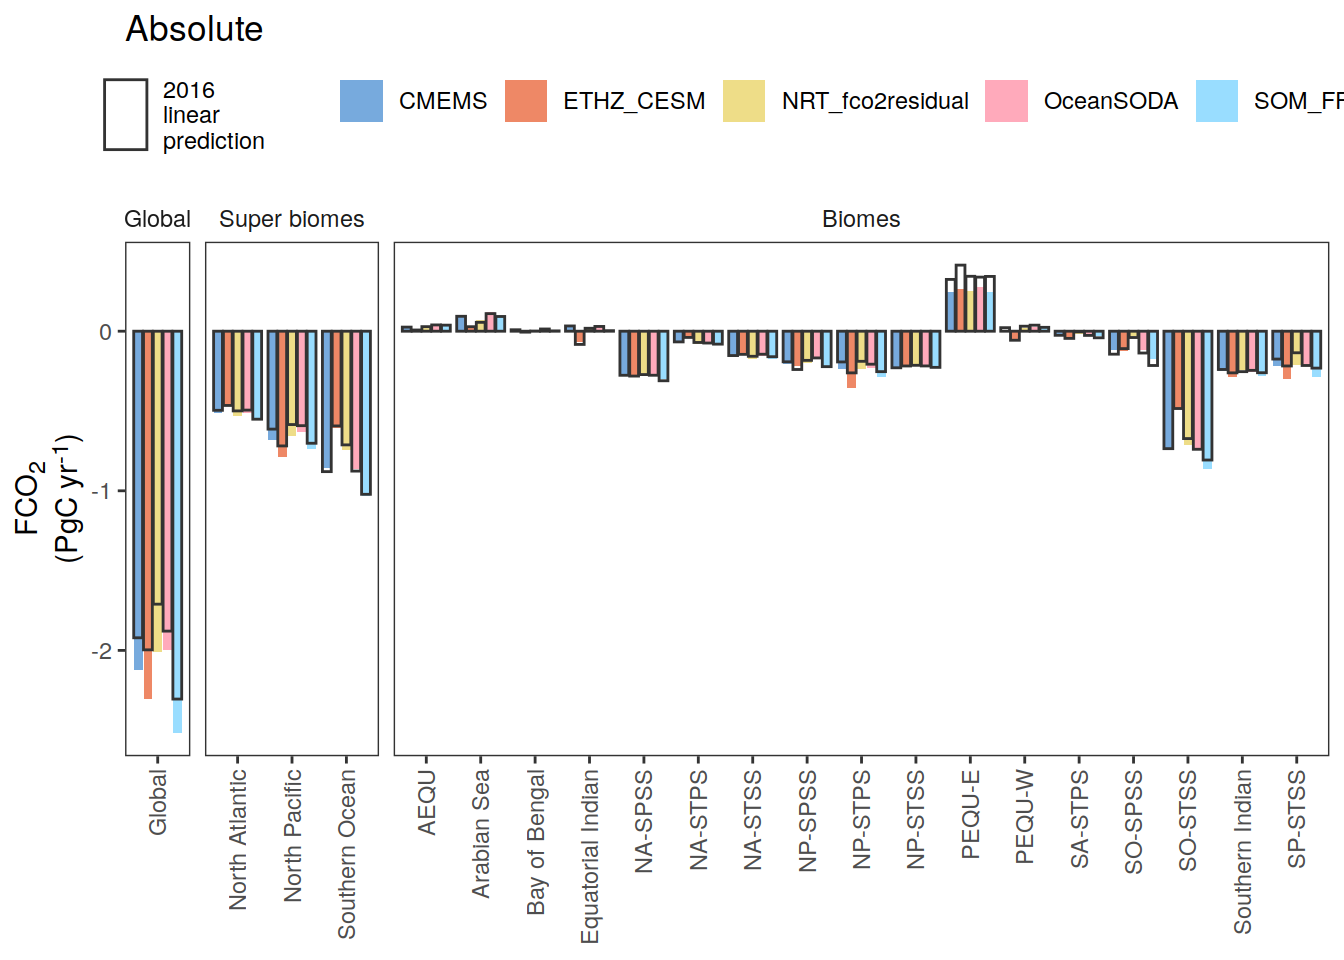 Absolute
2016
linear
prediction
CMEMS
ETHZ_CESM
NRT_fco2residual
OceanSODA
SOM_FF
Global
Super biomes
Biomes
0
-1
-2
FCO2
(PgC yr-1)
Global
North Atlantic
North Pacific
Southern Ocean
AEQU
Arabian Sea
Bay of Bengal
Equatorial Indian
NA-SPSS
NA-STPS
NA-STSS
NP-SPSS
NP-STPS
NP-STSS
PEQU-E
PEQU-W
SA-STPS
SO-SPSS
SO-STSS
Southern Indian
SP-STSS